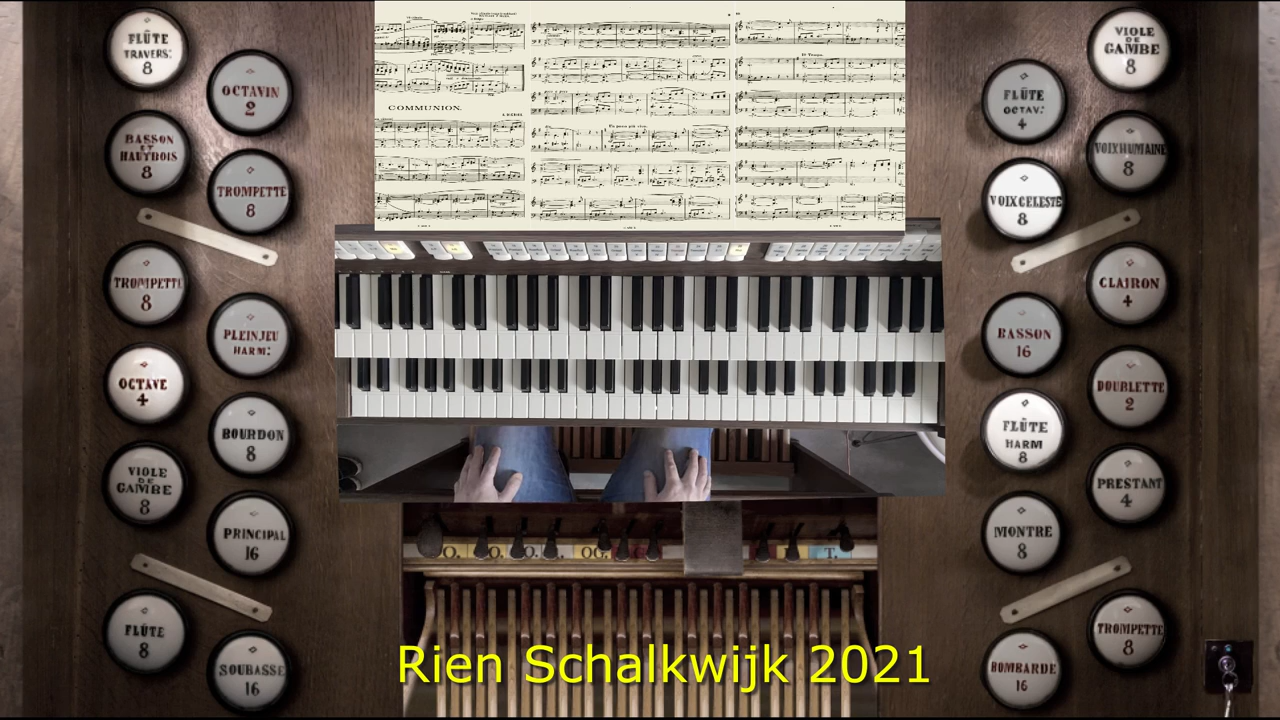 FLÛTE
TRAVERS:
8
OCTAVIN
2
BASSON
ET
HAUTBOIS
8
TROMPETTE
8
TROMPETTE
8
PLEIN JEU
HARM:
OCTAVE
4
BOURDON
8
VIOLE
DE
GAMBE
8
PRINCIPAL
16
FLÛTE
8
SOUBASSE
16
COMMUNION.
O.
O.
O.
OG.
T.
Rien Schalkwijk 2021
VIOLE
DE
GAMBE
8
FLÛTE
OCTAV:
4
VOIX HUMAINE
8
VOIX CELESTE
8
CLAIRON
4
BASSON
16
DOUBLETTE
2
FLÛTE
HARM
8
PRESTANT
4
MONTRE
8
TROMPETTE
8
BOMBARDE
16